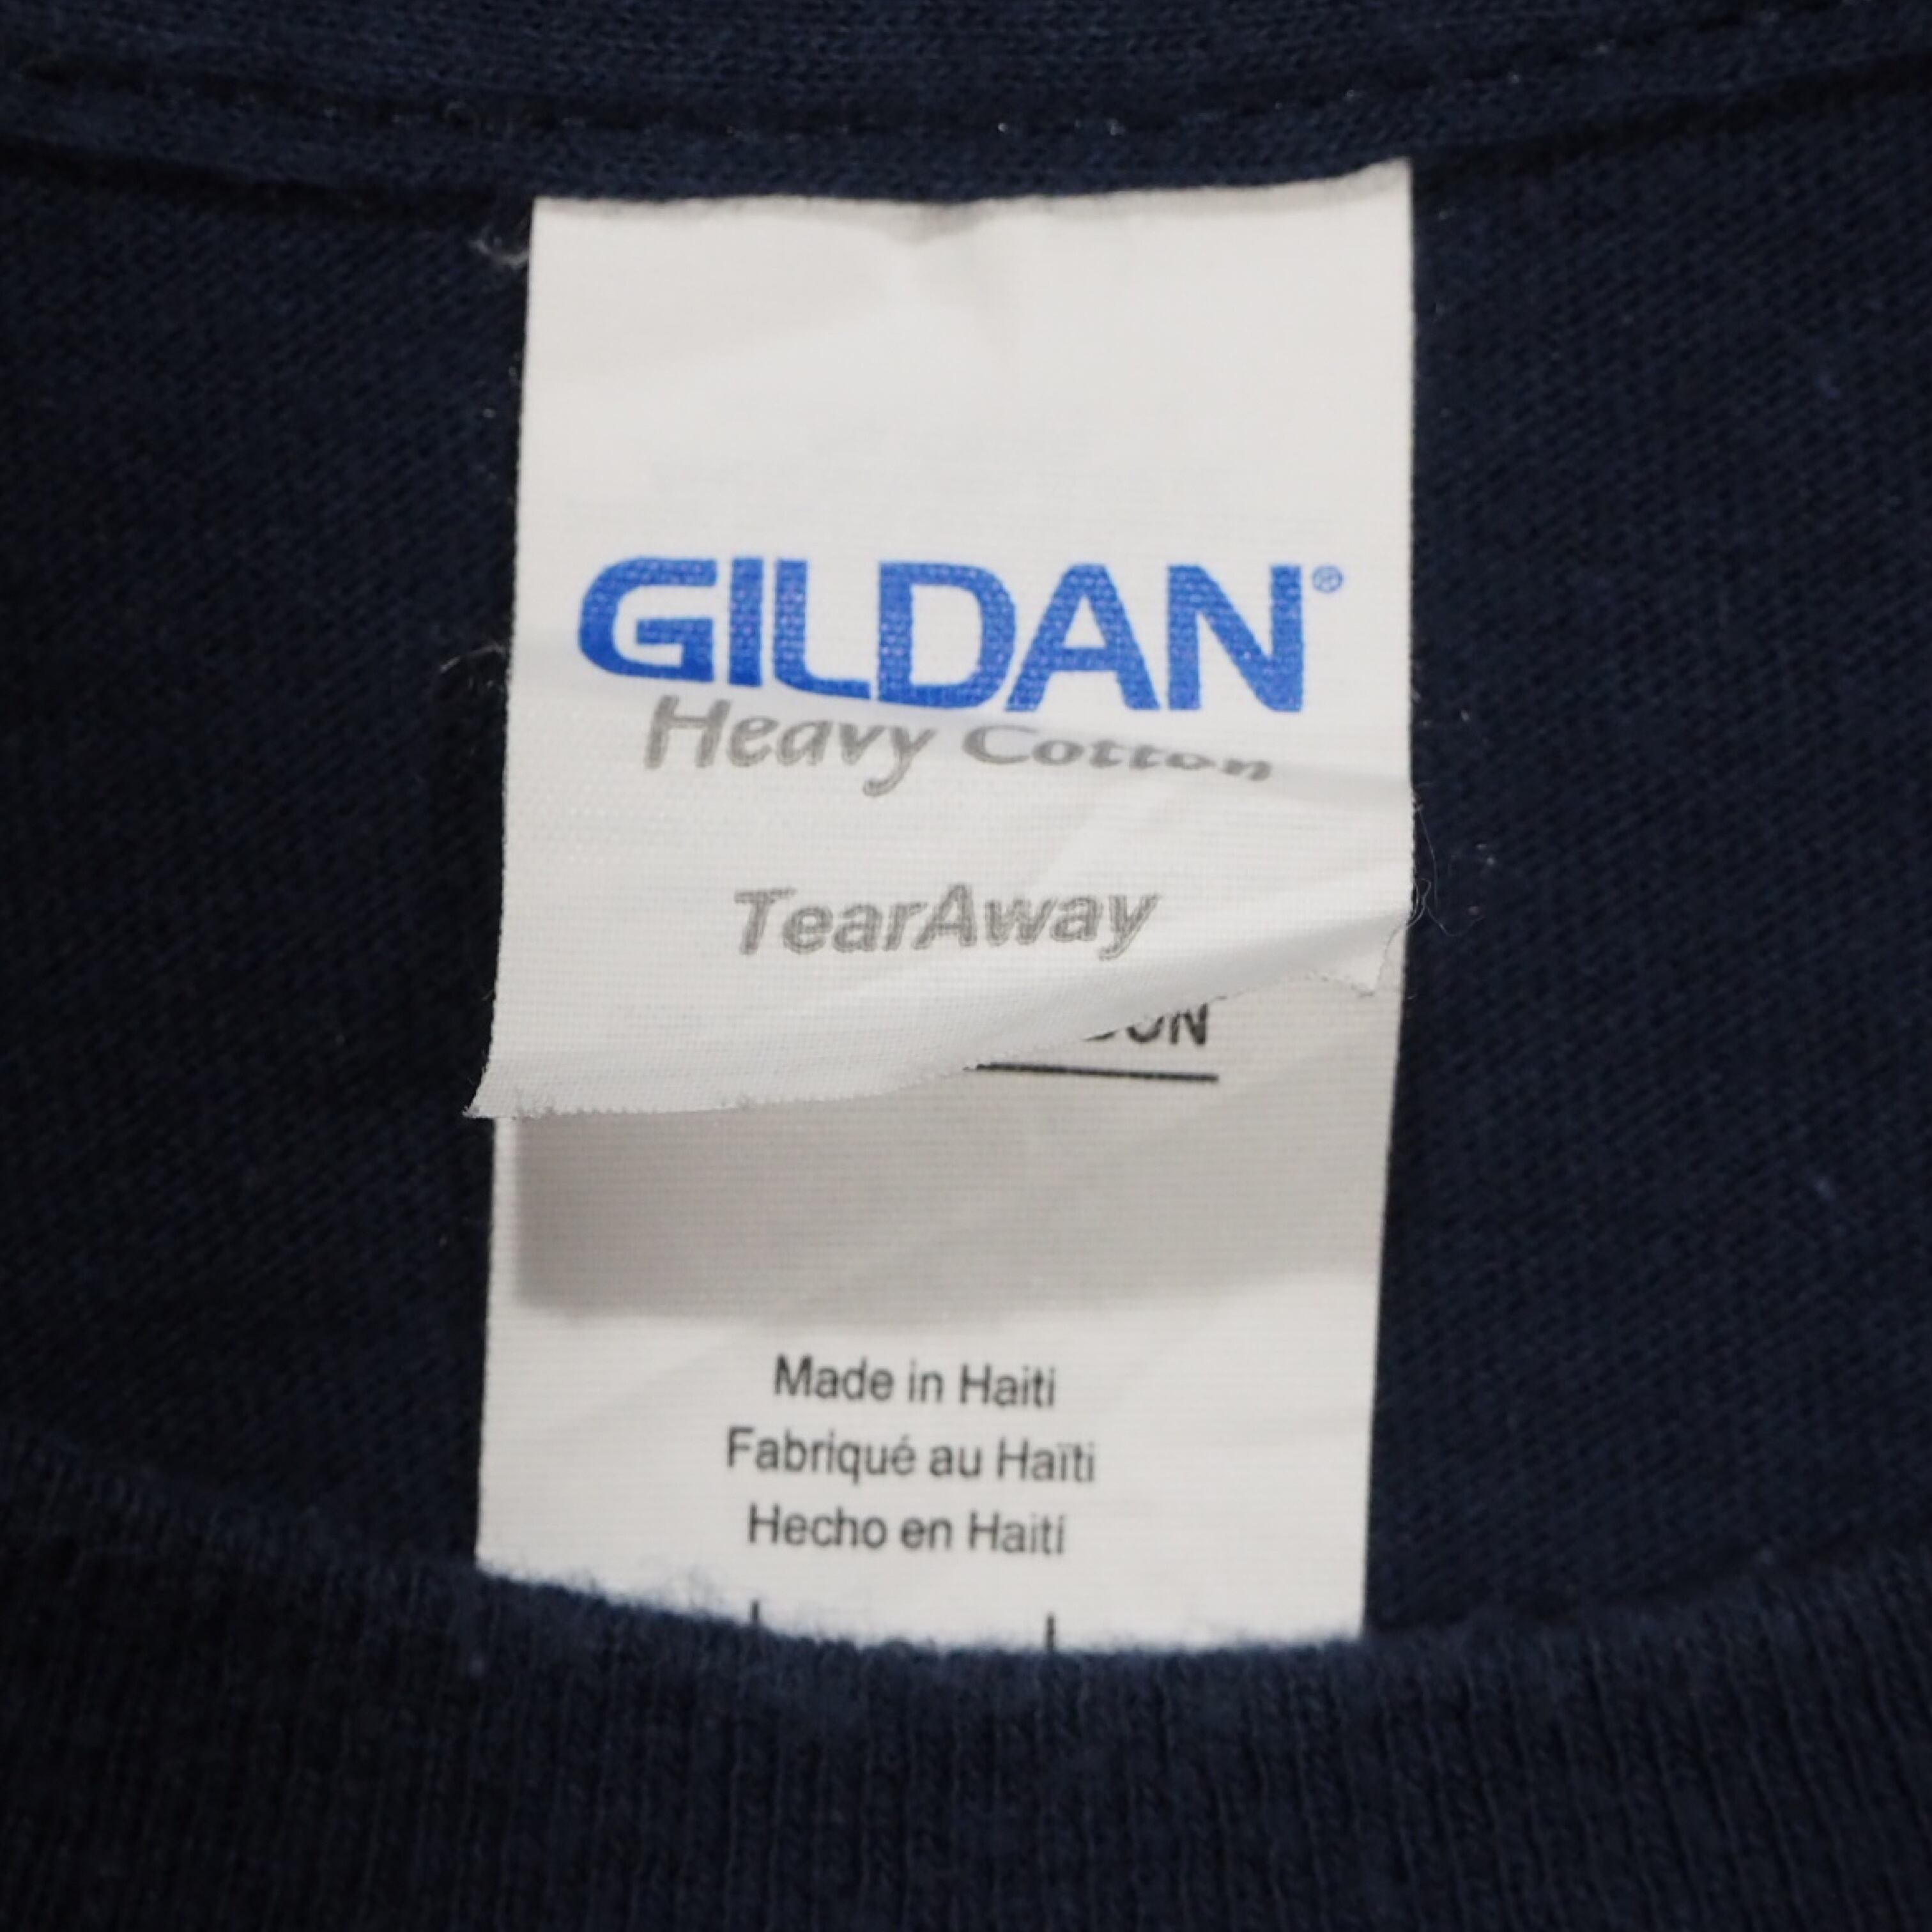 GILDAN®
Heavy Cotton
TearAway
Made in Haiti
Fabriqué au Haïti
Hecho en Haití